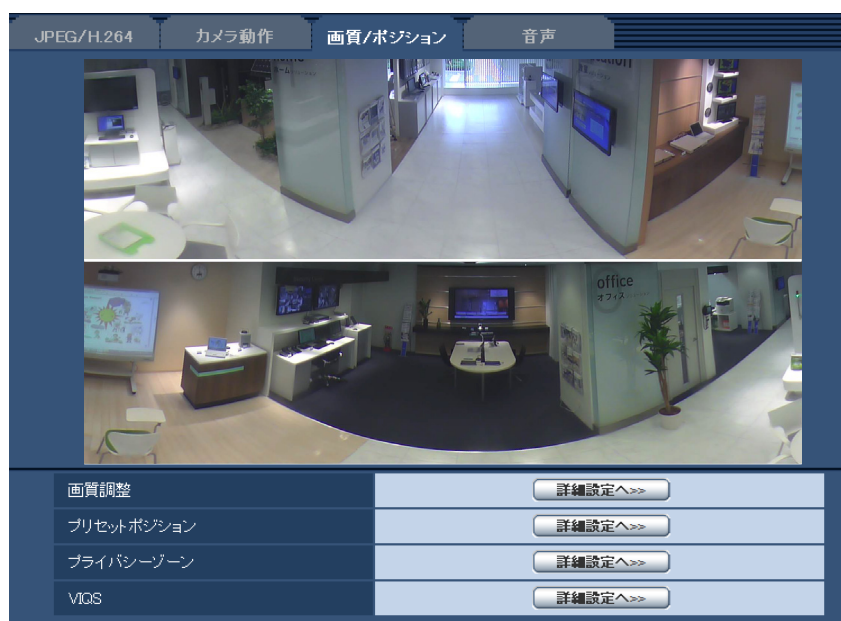 JPEG/H.264 カメラ動作 画質/ポジション 音声
office
オフィス
画質調整 詳細設定へ>>
プリセットポジション 詳細設定へ>>
プライバシーゾーン 詳細設定へ>>
VIQS 詳細設定へ>>